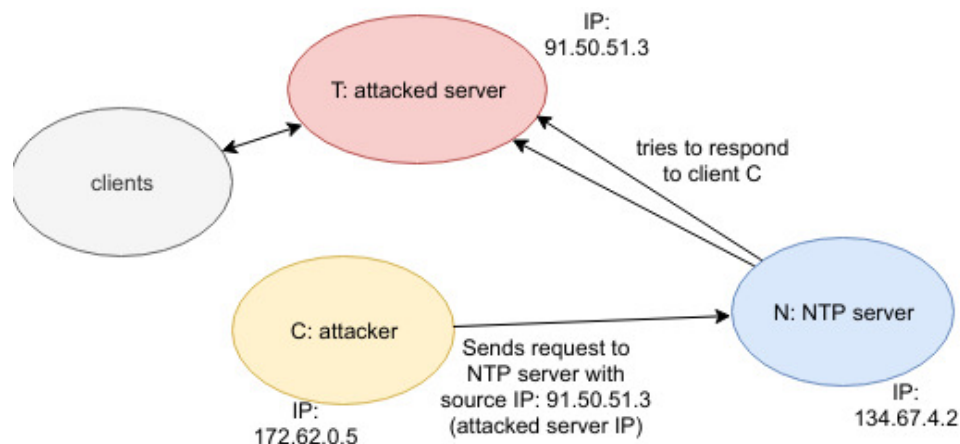 IP:
91.50.51.3
T: attacked server
tries to respond
to client C
clients
C: attacker
N: NTP server
Sends request to
NTP server with
source IP: 91.50.51.3
(attacked server IP)
IP:
172.62.0.5
IP:
134.67.4.2